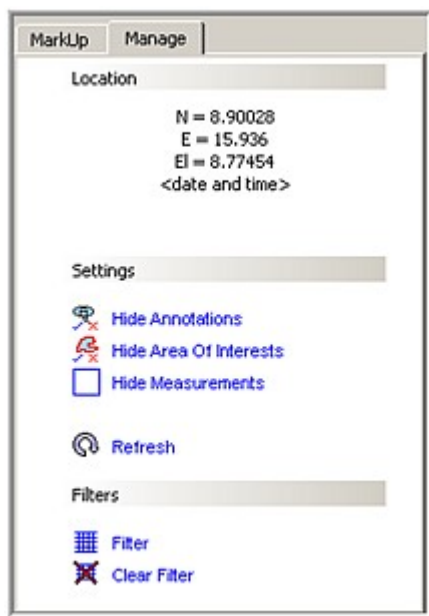 MarkUp Manage
Location
N = 8.90028
E = 15.936
El = 8.77454
<date and time>
Settings
Hide Annotations
Hide Area Of Interests
Hide Measurements
Refresh
Filters
Filter
Clear Filter